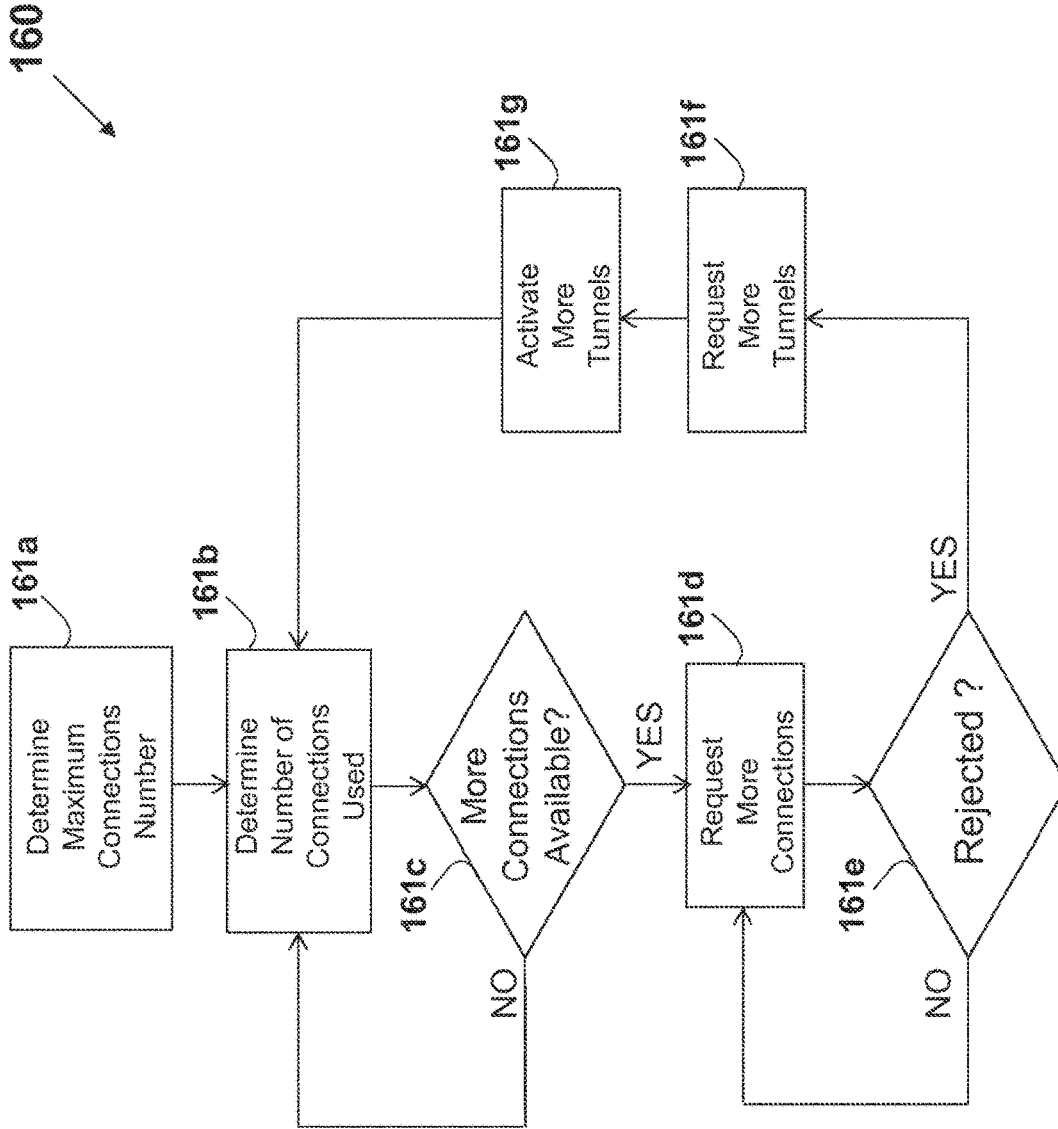 160
161a
Determine
Maximum
Connections
Number
161b
Determine
Number of
Connections
Used
161c
More
Connections
Available?
NO
YES
161d
Request
More
Connections
161e
Rejected ?
NO
YES
161f
Request
More
Tunnels
161g
Activate
More
Tunnels